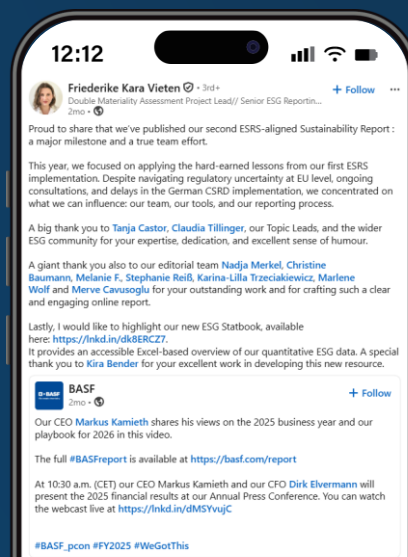 12:12
Friederike Kara Vieten • 3rd+
+ Follow
Double Materiality Assessment Project Lead// Senior ESG Reportin...
2mo •
Proud to share that we've published our second ESRS-aligned Sustainability Report :
a major milestone and a true team effort.
This year, we focused on applying the hard-earned lessons from our first ESRS
implementation. Despite navigating regulatory uncertainty at EU level, ongoing
consultations, and delays in the German CSRD implementation, we concentrated on
what we can influence: our team, our tools, and our reporting process.
A big thank you to Tanja Castor, Claudia Tillinger, our Topic Leads, and the wider
ESG community for your expertise, dedication, and excellent sense of humour.
A giant thank you also to our editorial team Nadja Merkel, Christine
Baumann, Melanie F., Stephanie Reiß, Karina-Lilla Trzeciakiewicz, Marlene
Wolf and Merve Cavusoglu for your outstanding work and for crafting such a clear
and engaging online report.
Lastly, I would like to highlight our new ESG Statbook, available
here: https://lnkd.in/dk8ERCZ7.
It provides an accessible Excel-based overview of our quantitative ESG data. A special
thank you to Kira Bender for your excellent work in developing this new resource.
BASF
BASF
+ Follow
2mo •
Our CEO Markus Kamieth shares his views on the 2025 business year and our
playbook for 2026 in this video.
The full #BASFreport is available at https://basf.com/report
At 10:30 a.m. (CET) our CEO Markus Kamieth and our CFO Dirk Elvermann will
present the 2025 financial results at our Annual Press Conference. You can watch
the webcast live at https://lnkd.in/dMSYvujC
#BASF_pcon #FY2025 #WeGotThis